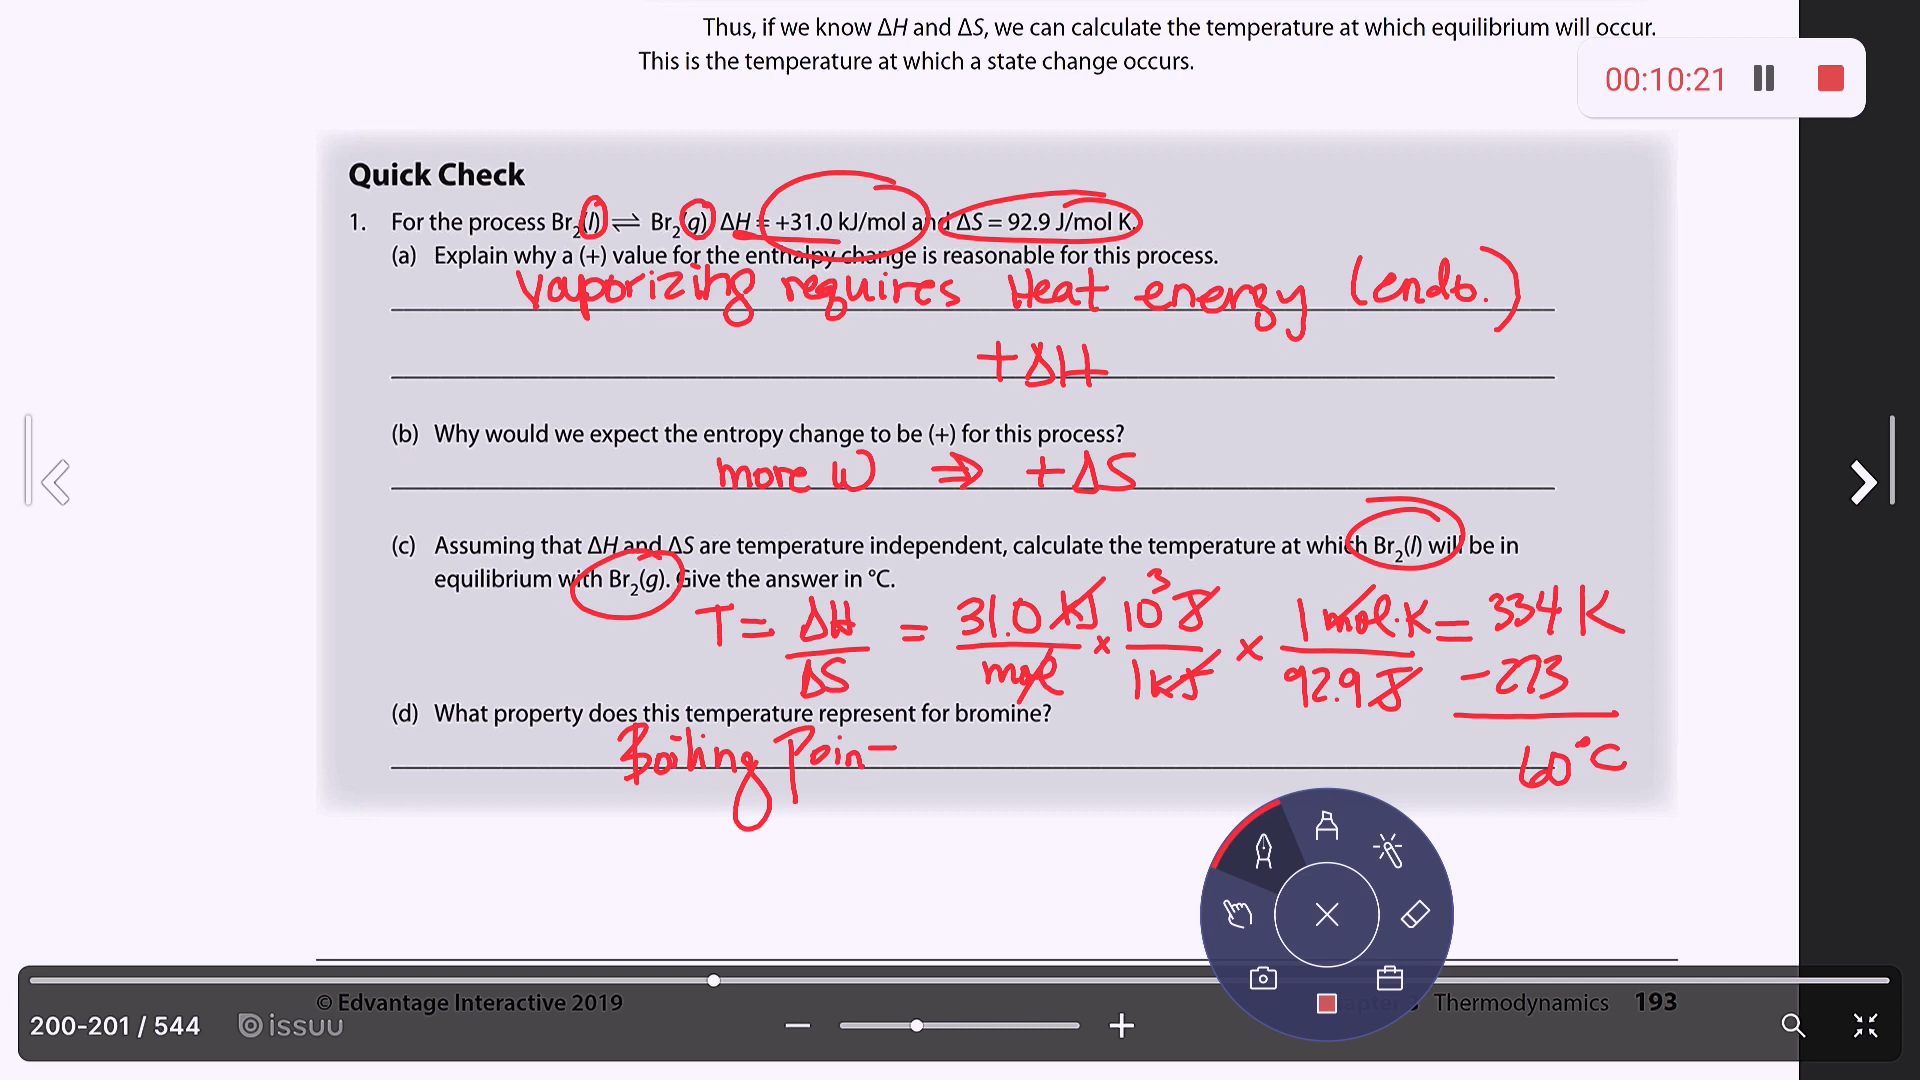 Thus, if we know ΔH and ΔS, we can calculate the temperature at which equilibrium will occur.
This is the temperature at which a state change occurs.
00:10:21
Quick Check
1. For the process Br2(l) ⇌ Br2(g) ΔH = +31.0 kJ/mol and ΔS = 92.9 J/mol K.
(a) Explain why a (+) value for the enthalpy change is reasonable for this process.
Vaporizing requires Heat energy (endo.)
+ΔH
(b) Why would we expect the entropy change to be (+) for this process?
more W ⇒ +ΔS
(c) Assuming that ΔH and ΔS are temperature independent, calculate the temperature at which Br2(l) will be in
equilibrium with Br2(g). Give the answer in °C.
T = ΔH/ΔS = 31.0 kJ/mol × 10³ J/1 kJ × 1 mol·K/92.9 J = 334 K
-273
60°C
(d) What property does this temperature represent for bromine?
Boiling Point
© Edvantage Interactive 2019
Chapter 3 Thermodynamics 193
200-201 / 544 issuu